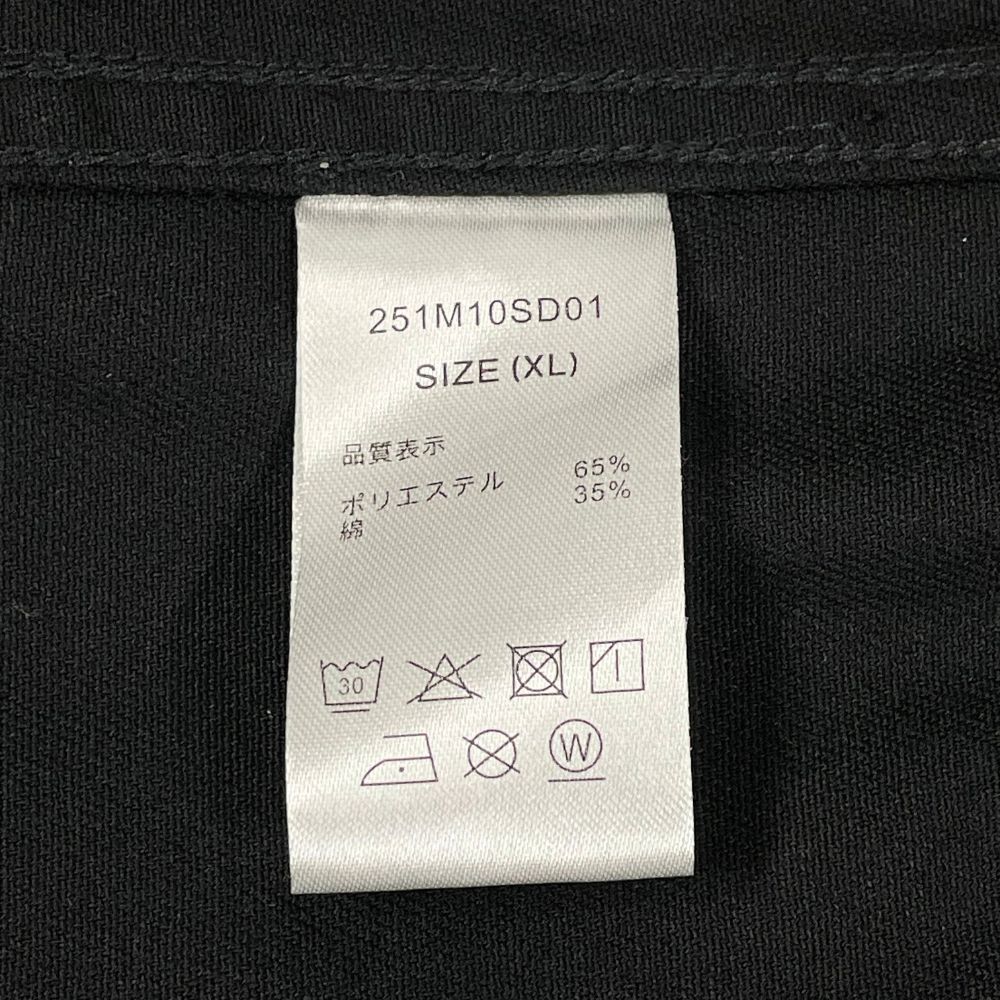 251M10SD01
SIZE (XL)
品質表示
ポリエステル 65%
綿 35%
30
W